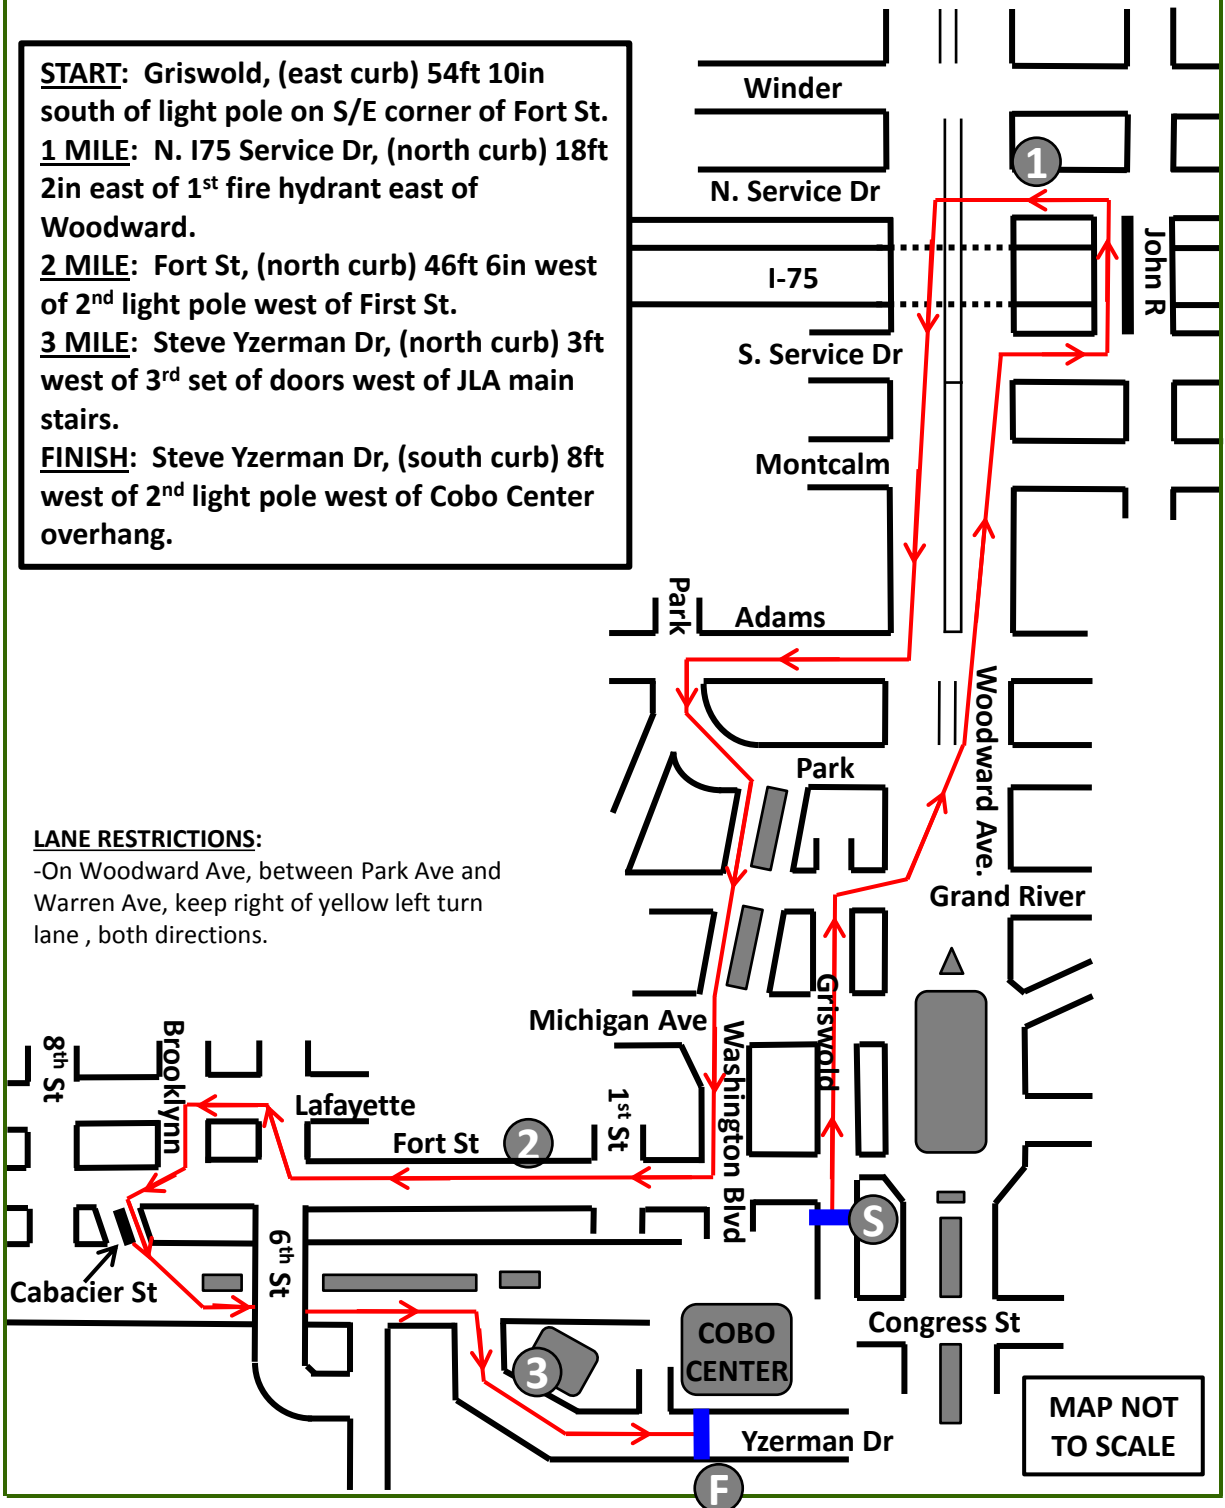 START:  Griswold, (east curb) 54ft 10in
south of light pole on S/E corner of Fort St.
1 MILE:  N. I75 Service Dr, (north curb) 18ft
2in east of 1st fire hydrant east of
Woodward.
2 MILE:  Fort St, (north curb) 46ft 6in west
of 2nd light pole west of First St.
3 MILE:  Steve Yzerman Dr, (north curb) 3ft
west of 3rd set of doors west of JLA main
stairs.
FINISH:  Steve Yzerman Dr, (south curb) 8ft
west of 2nd light pole west of Cobo Center
overhang.
Winder
1
N. Service Dr
John R
I-75
S. Service Dr
Montcalm
Park
Adams
Woodward Ave.
Park
LANE RESTRICTIONS:
-On Woodward Ave, between Park Ave and
Warren Ave, keep right of yellow left turn
lane , both directions.
Grand River
Griswold
Michigan Ave
Washington Blvd
8th St
Brooklynn
Lafayette
1st St
Fort St
2
S
6th St
Cabacier St
Congress St
COBO
CENTER
3
Yzerman Dr
F
MAP NOT
TO SCALE